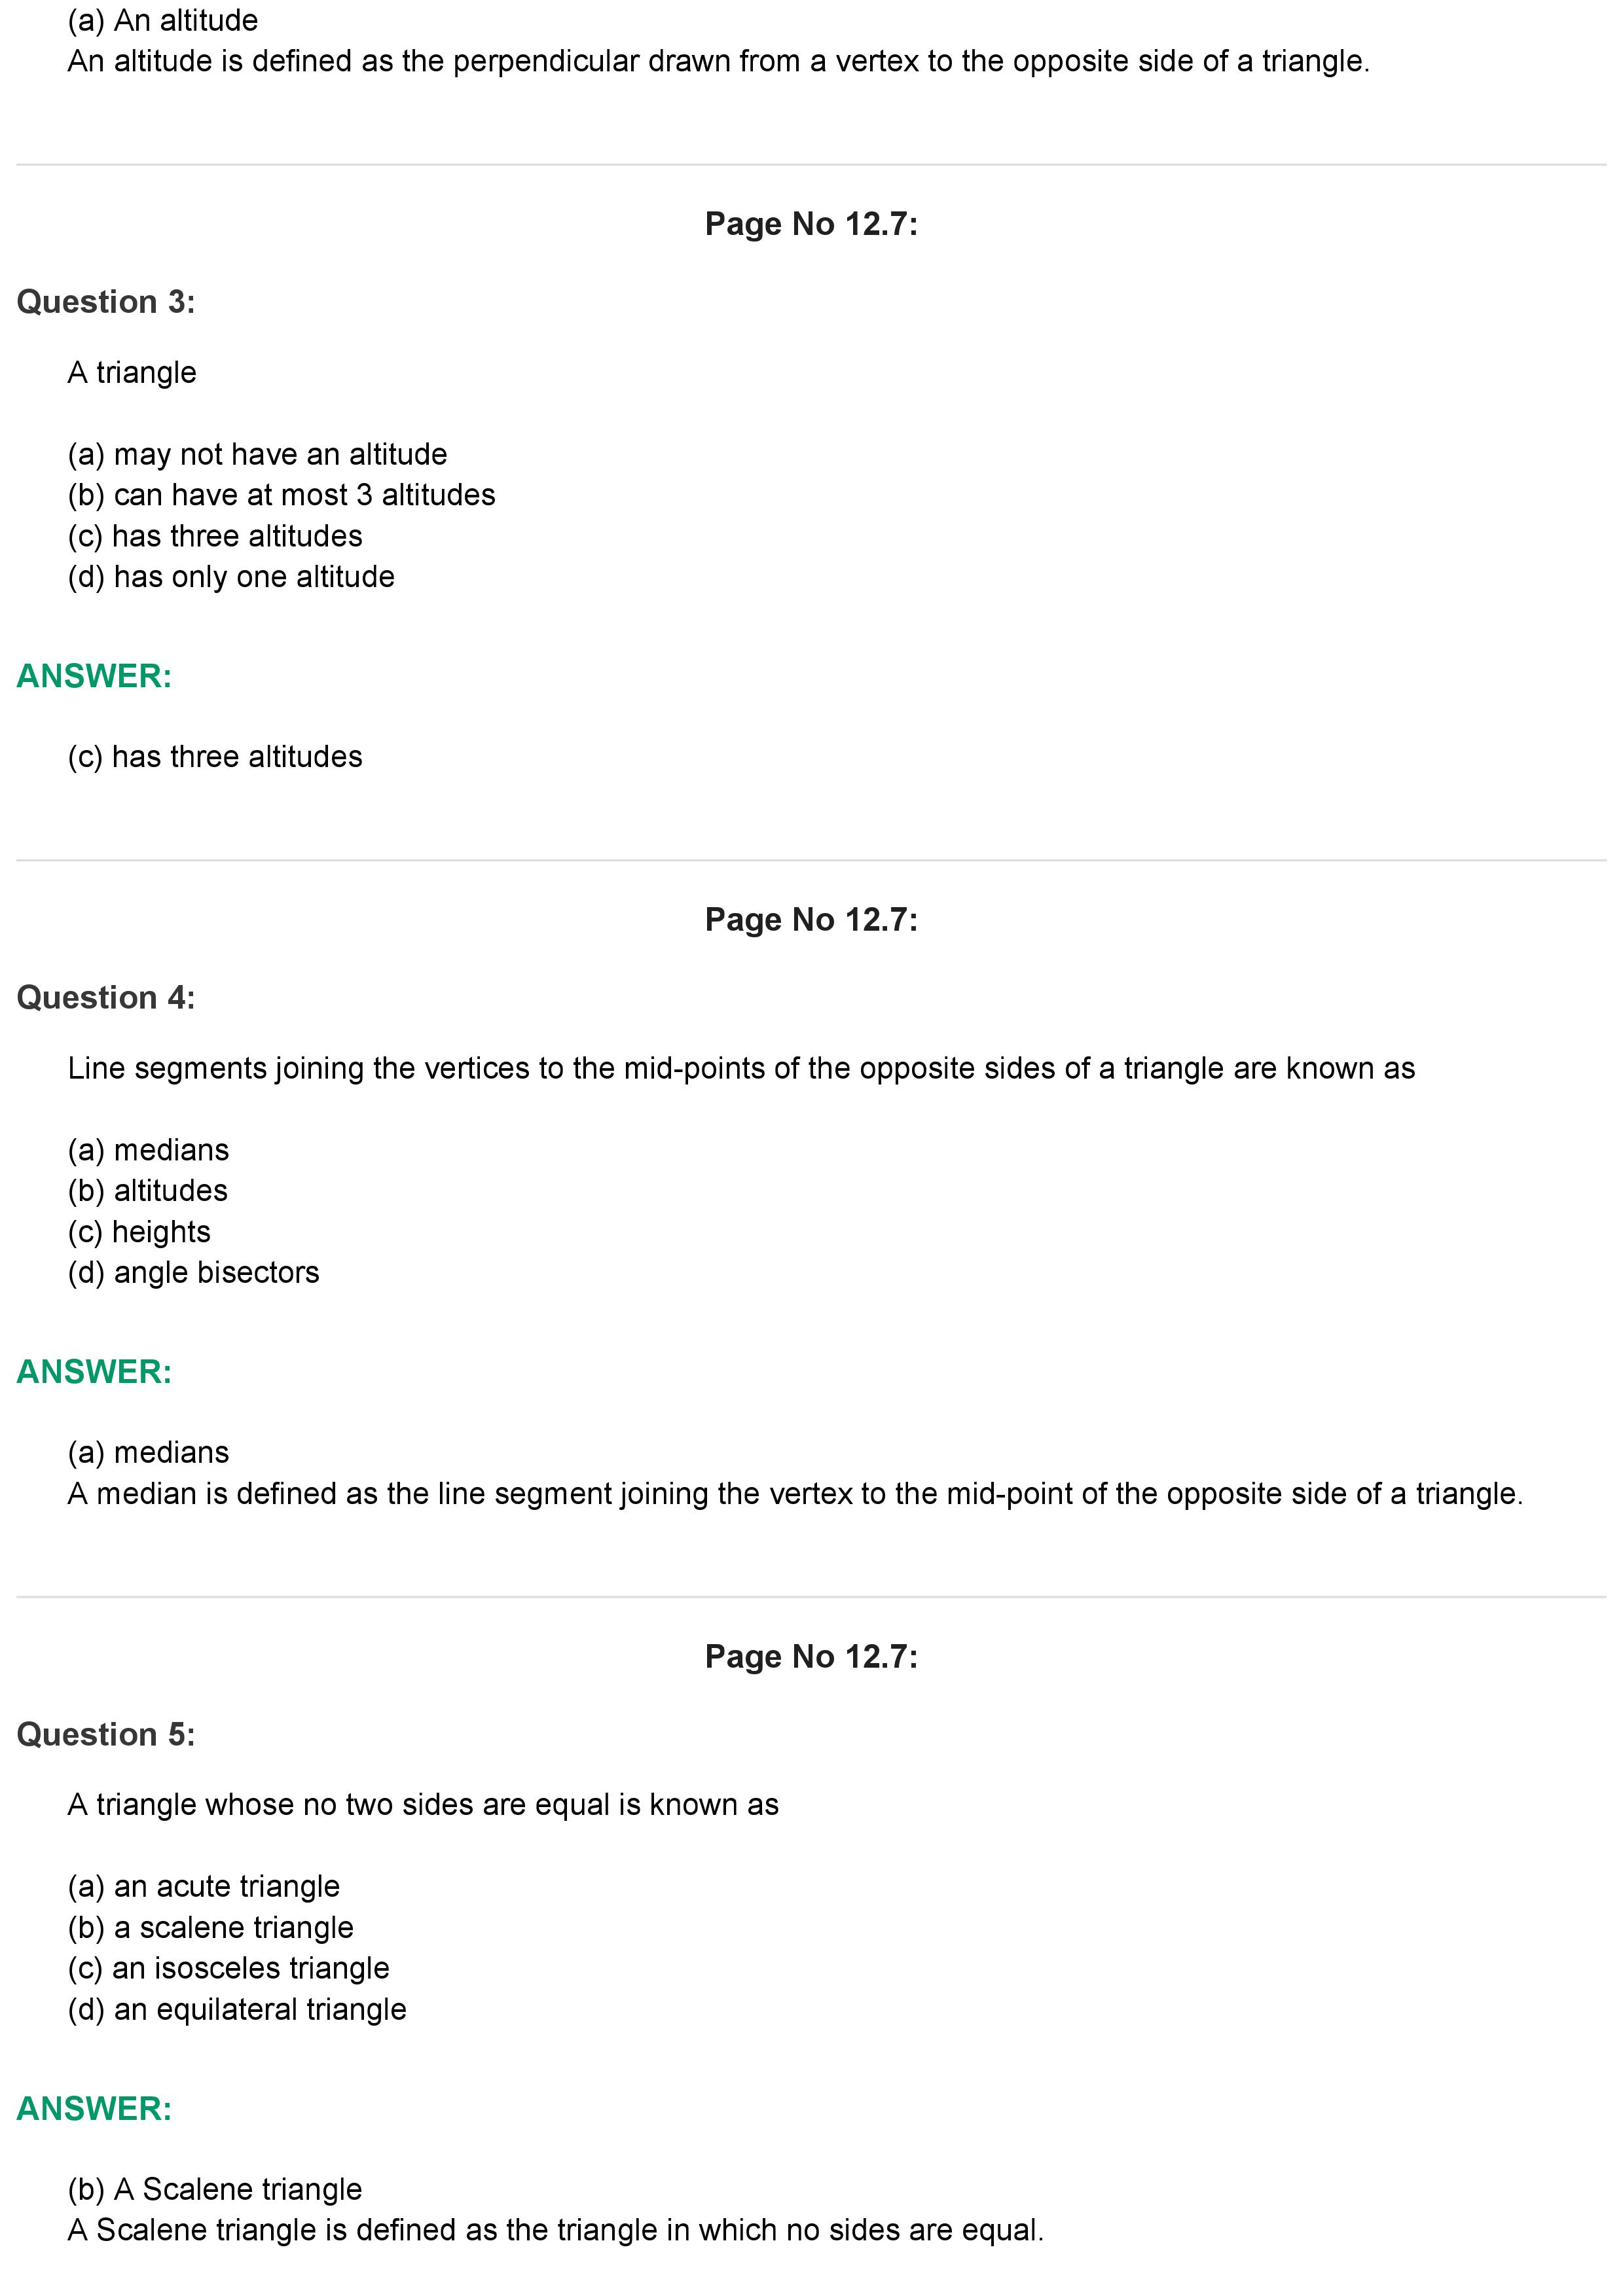 (a) An altitude
An altitude is defined as the perpendicular drawn from a vertex to the opposite side of a triangle.
Page No 12.7:
Question 3:
A triangle
(a) may not have an altitude
(b) can have at most 3 altitudes
(c) has three altitudes
(d) has only one altitude
ANSWER:
(c) has three altitudes
Page No 12.7:
Question 4:
Line segments joining the vertices to the mid-points of the opposite sides of a triangle are known as
(a) medians
(b) altitudes
(c) heights
(d) angle bisectors
ANSWER:
(a) medians
A median is defined as the line segment joining the vertex to the mid-point of the opposite side of a triangle.
Page No 12.7:
Question 5:
A triangle whose no two sides are equal is known as
(a) an acute triangle
(b) a scalene triangle
(c) an isosceles triangle
(d) an equilateral triangle
ANSWER:
(b) A Scalene triangle
A Scalene triangle is defined as the triangle in which no sides are equal.